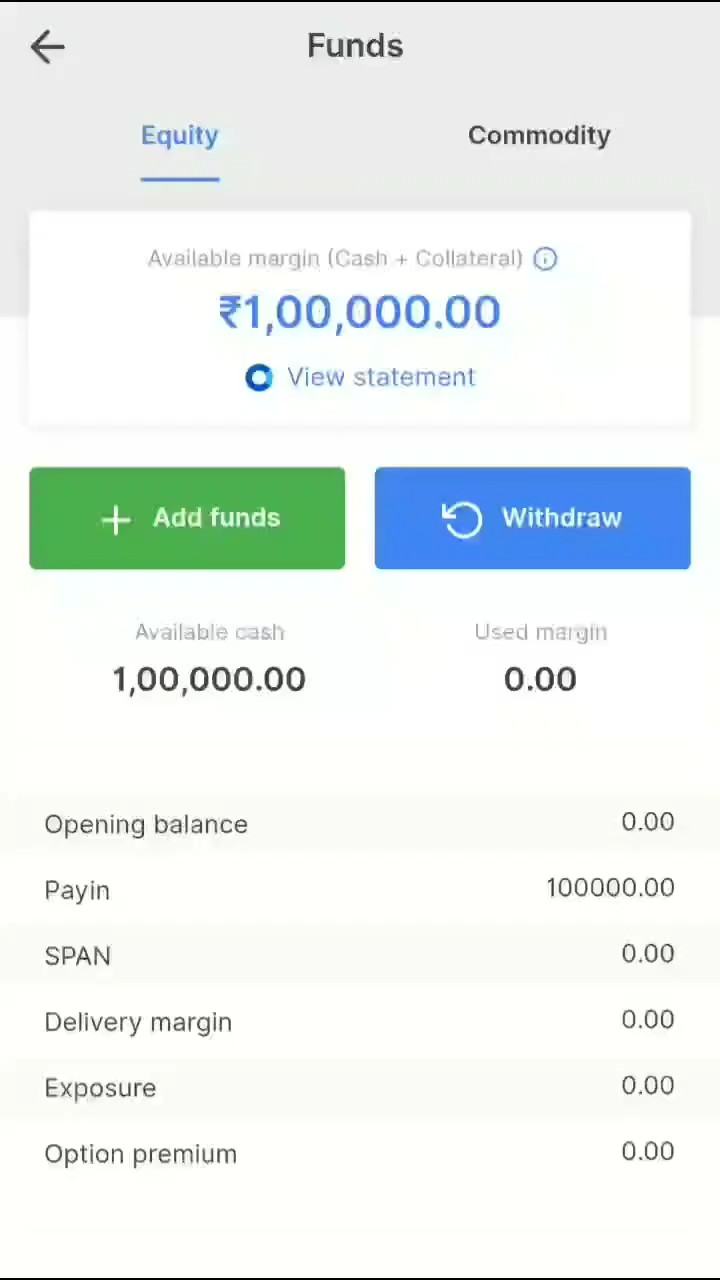 Funds
Equity Commodity
Available margin (Cash + Collateral)
₹1,00,000.00
View statement
Add funds Withdraw
Available cash Used margin
1,00,000.00 0.00
Opening balance 0.00
Payin 100000.00
SPAN 0.00
Delivery margin 0.00
Exposure 0.00
Option premium 0.00